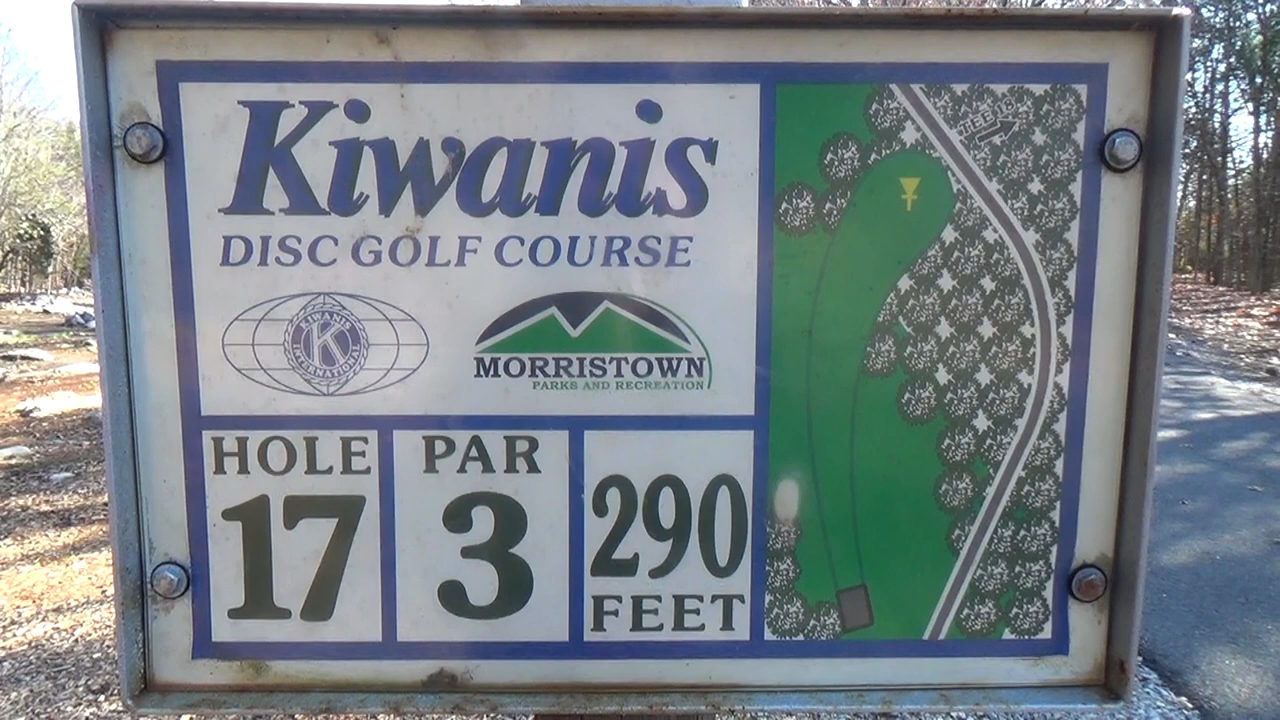 Kiwanis
DISC GOLF COURSE
KIWANIS
K
INTERNATIONAL
MORRISTOWN
PARKS AND RECREATION
HOLE
17
PAR
3
290
FEET
TEE 18